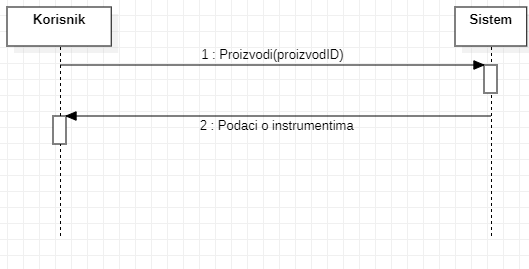 Korisnik
Sistem
1 : Proizvodi(proizvodID)
2 : Podaci o instrumentima